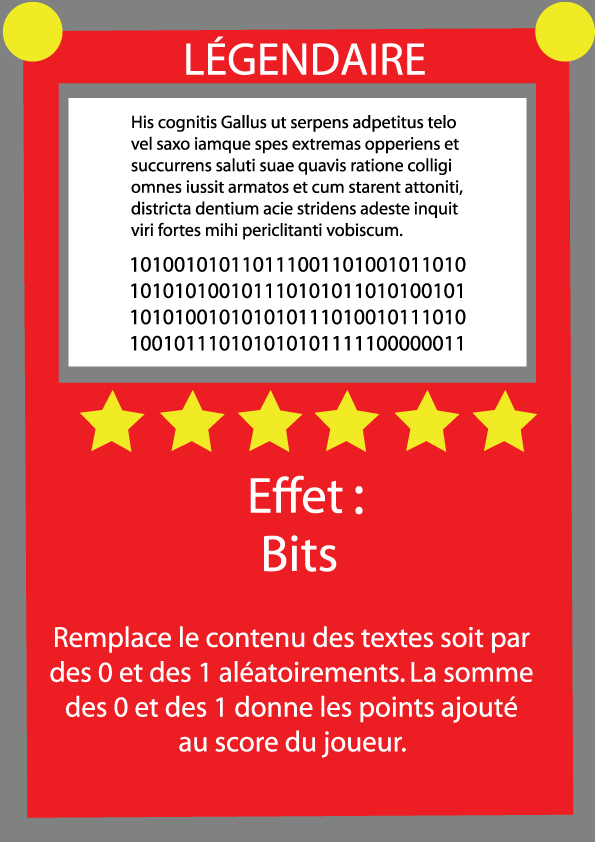 LÉGENDAIRE
His cognitis Gallus ut serpens adpetitus telo
vel saxo iamque spes extremas opperiens et
succurrens saluti suae quavis ratione colligi
omnes iussit armatos et cum starent attoniti,
districta dentium acie stridens adeste inquit
viri fortes mihi periclitanti vobiscum.
101001010110111001101001011010
101010100101110101011010100101
101010010101010111010010111010
100101110101010101111100000011
Effet :
Bits
Remplace le contenu des textes soit par
des 0 et des 1 aléatoirements. La somme
des 0 et des 1 donne les points ajouté
au score du joueur.